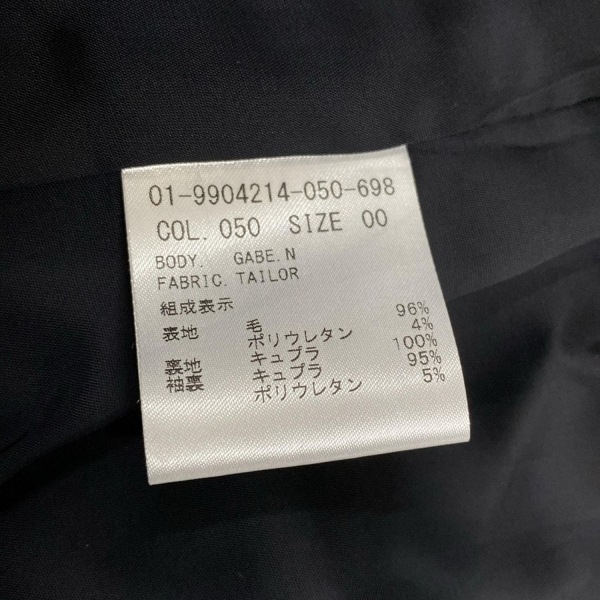 01-9904214-050-698
COL. 050 SIZE 00
BODY. GABE.N
FABRIC. TAILOR
組成表示
表地 毛 96%
ポリウレタン 4%
裏地 キュプラ 100%
袖裏 キュプラ 95%
ポリウレタン 5%